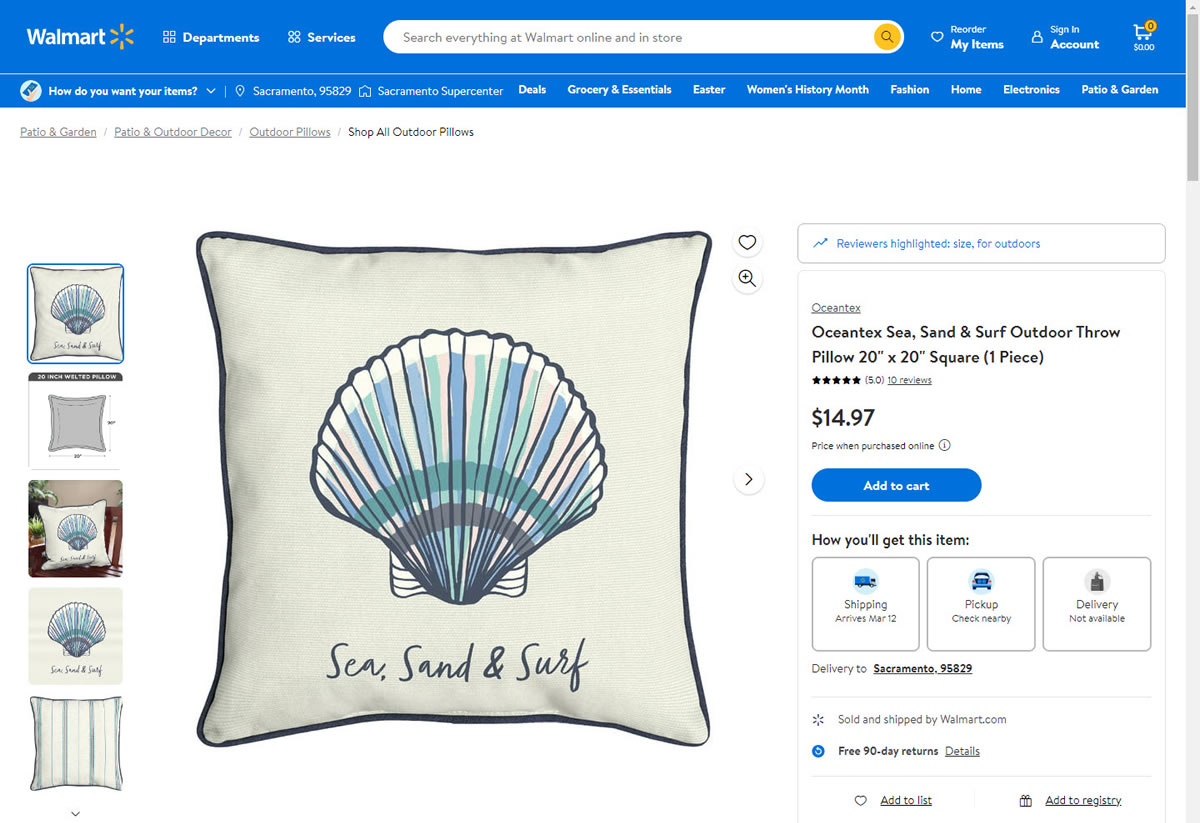 Walmart
Departments
Services
Search everything at Walmart online and in store
Reorder
My Items
Sign In
Account
0
$0.00
How do you want your items?
Sacramento, 95829
Sacramento Supercenter
Deals
Grocery & Essentials
Easter
Women's History Month
Fashion
Home
Electronics
Patio & Garden
Patio & Garden / Patio & Outdoor Decor / Outdoor Pillows / Shop All Outdoor Pillows
Sea, Sand & Surf
20 INCH WELTED PILLOW
20"
20"
Sea, Sand & Surf
Sea, Sand & Surf
Sea, Sand & Surf
Reviewers highlighted: size, for outdoors
Oceantex
Oceantex Sea, Sand & Surf Outdoor Throw
Pillow 20" x 20" Square (1 Piece)
(5.0) 10 reviews
$14.97
Price when purchased online
Add to cart
How you'll get this item:
Shipping
Arrives Mar 12
Pickup
Check nearby
Delivery
Not available
Delivery to Sacramento, 95829
Sold and shipped by Walmart.com
Free 90-day returns Details
Add to list
Add to registry